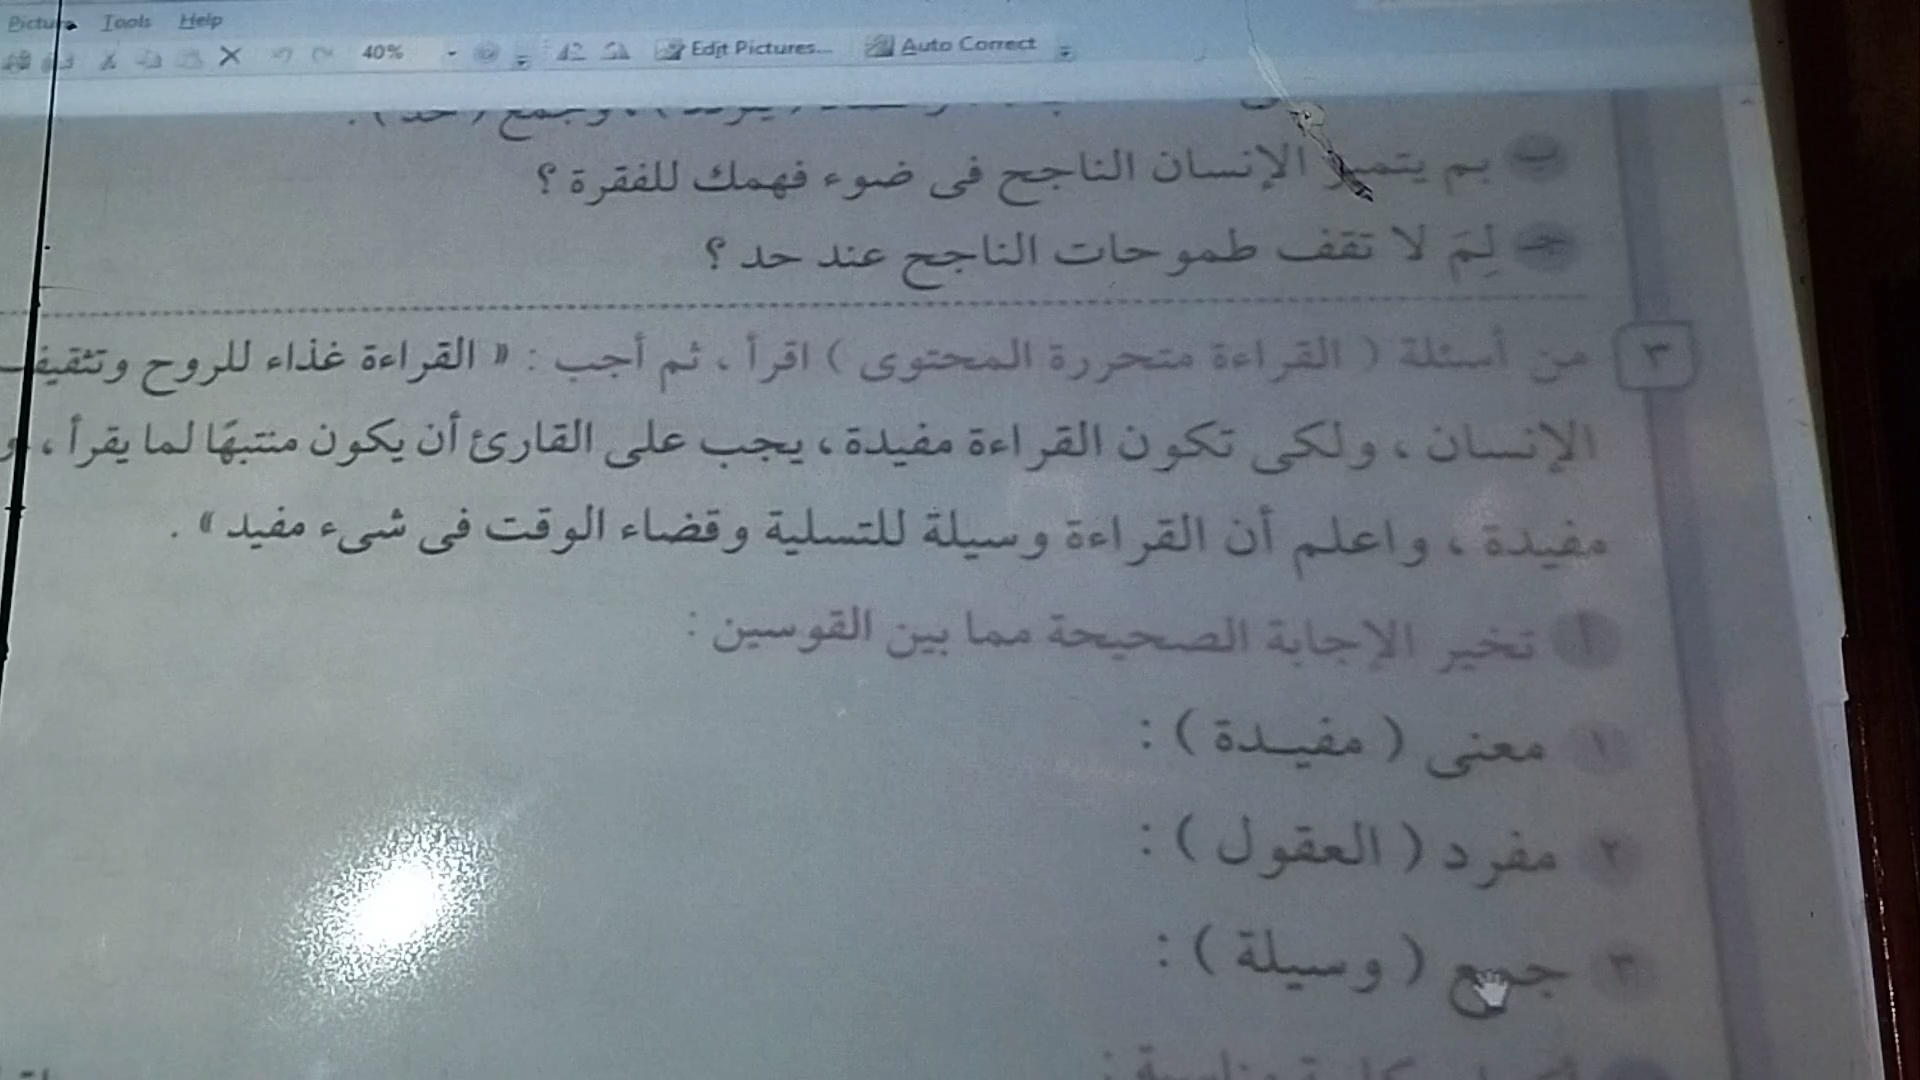 Picture Tools Help
40% Edit Pictures... Auto Correct
ب بم يتميز الإنسان الناجح فى ضوء فهمك للفقرة ؟
جـ لِمَ لا تقف طموحات الناجح عند حد ؟
٣ من أسئلة ( القراءة متحررة المحتوى ) اقرأ ، ثم أجب : « القراءة غذاء للروح وتثقيف
الإنسان ، ولكى تكون القراءة مفيدة ، يجب على القارئ أن يكون منتبهًا لما يقرأ ، و
مفيدة ، واعلم أن القراءة وسيلة للتسلية وقضاء الوقت فى شىء مفيد » .
أ تخير الإجابة الصحيحة مما بين القوسين :
١ معنى ( مفيدة ) :
٢ مفرد ( العقول ) :
٣ جمع ( وسيلة ) :